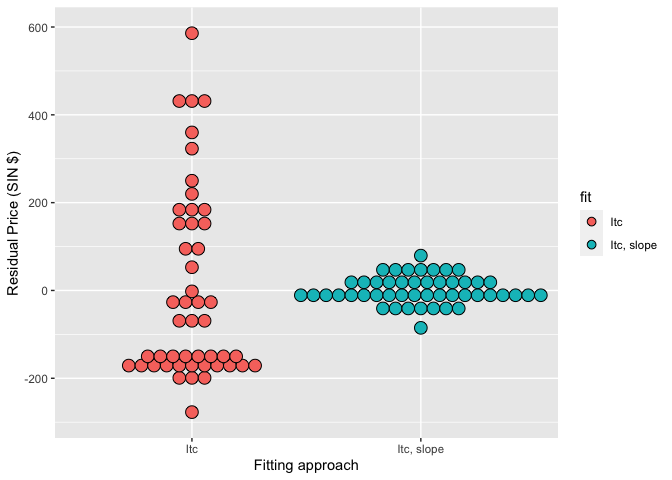 600
400
200
0
-200
Residual Price (SIN $)
Itc
Itc, slope
Fitting approach
fit
Itc
Itc, slope